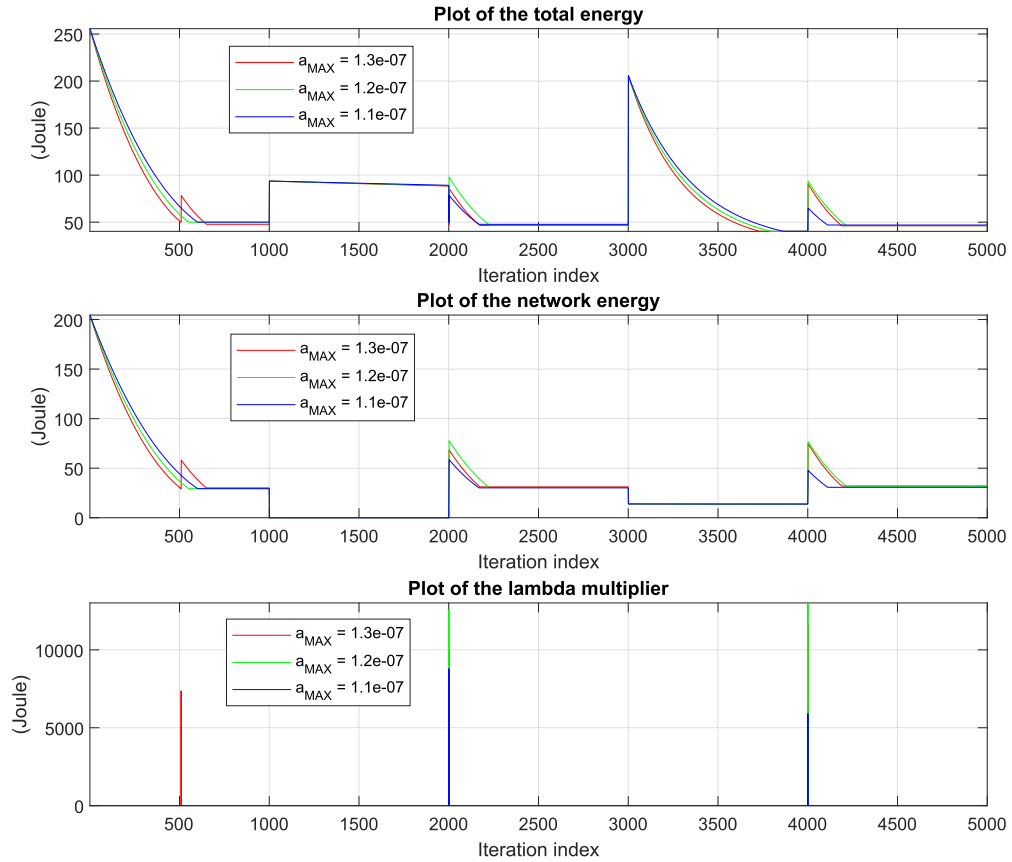 Plot of the total energy
250
200
150
100
50
(Joule)
a_MAX = 1.3e-07
a_MAX = 1.2e-07
a_MAX = 1.1e-07
500 1000 1500 2000 2500 3000 3500 4000 4500 5000
Iteration index
Plot of the network energy
200
150
100
50
0
(Joule)
a_MAX = 1.3e-07
a_MAX = 1.2e-07
a_MAX = 1.1e-07
500 1000 1500 2000 2500 3000 3500 4000 4500 5000
Iteration index
Plot of the lambda multiplier
10000
5000
0
(Joule)
a_MAX = 1.3e-07
a_MAX = 1.2e-07
a_MAX = 1.1e-07
500 1000 1500 2000 2500 3000 3500 4000 4500 5000
Iteration index